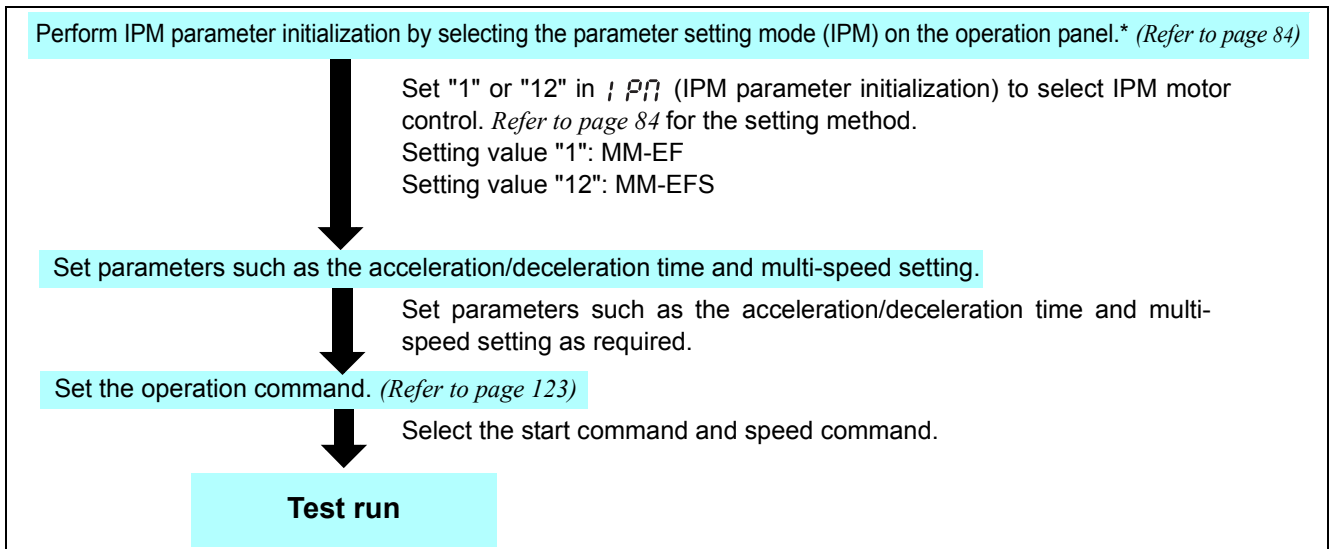 Perform IPM parameter initialization by selecting the parameter setting mode (IPM) on the operation panel.* (Refer to page 84)
Set "1" or "12" in IPM (IPM parameter initialization) to select IPM motor
control. Refer to page 84 for the setting method.
Setting value "1": MM-EF
Setting value "12": MM-EFS
Set parameters such as the acceleration/deceleration time and multi-speed setting.
Set parameters such as the acceleration/deceleration time and multi-
speed setting as required.
Set the operation command. (Refer to page 123)
Select the start command and speed command.
Test run